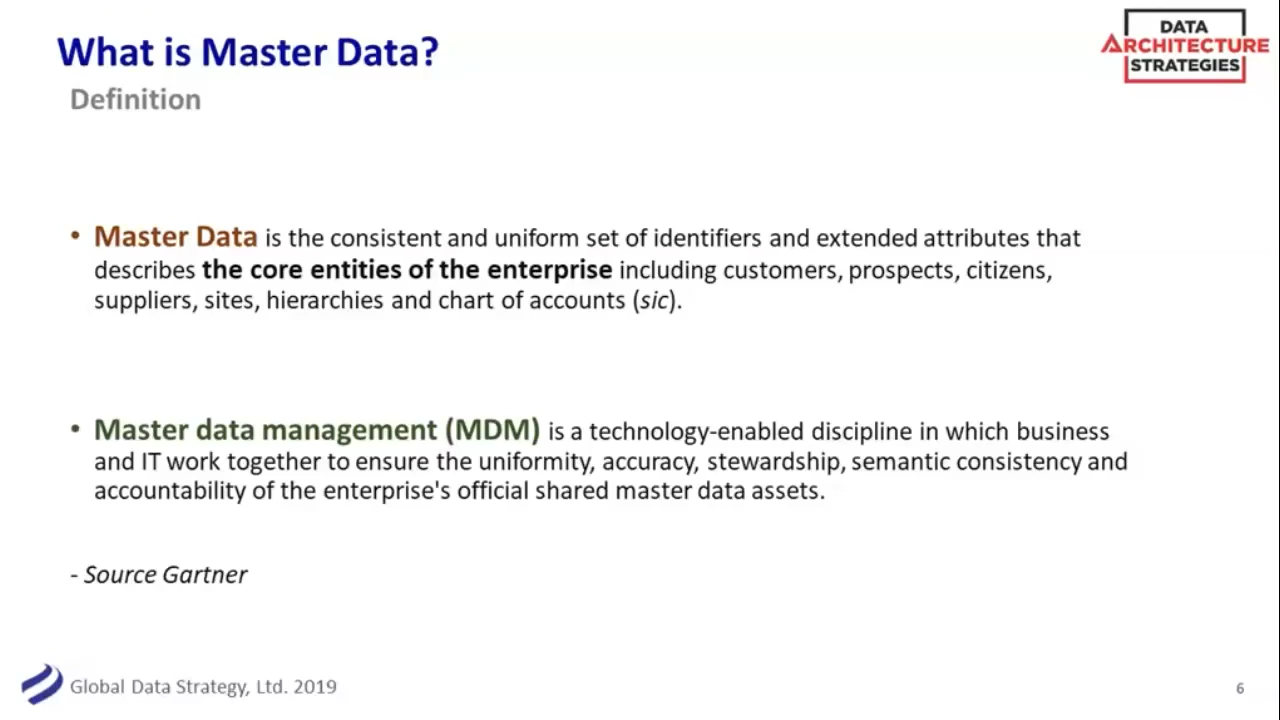 What is Master Data?
Definition
DATA
ARCHITECTURE
STRATEGIES
• Master Data is the consistent and uniform set of identifiers and extended attributes that
describes the core entities of the enterprise including customers, prospects, citizens,
suppliers, sites, hierarchies and chart of accounts (sic).
• Master data management (MDM) is a technology-enabled discipline in which business
and IT work together to ensure the uniformity, accuracy, stewardship, semantic consistency and
accountability of the enterprise's official shared master data assets.
- Source Gartner
Global Data Strategy, Ltd. 2019
6